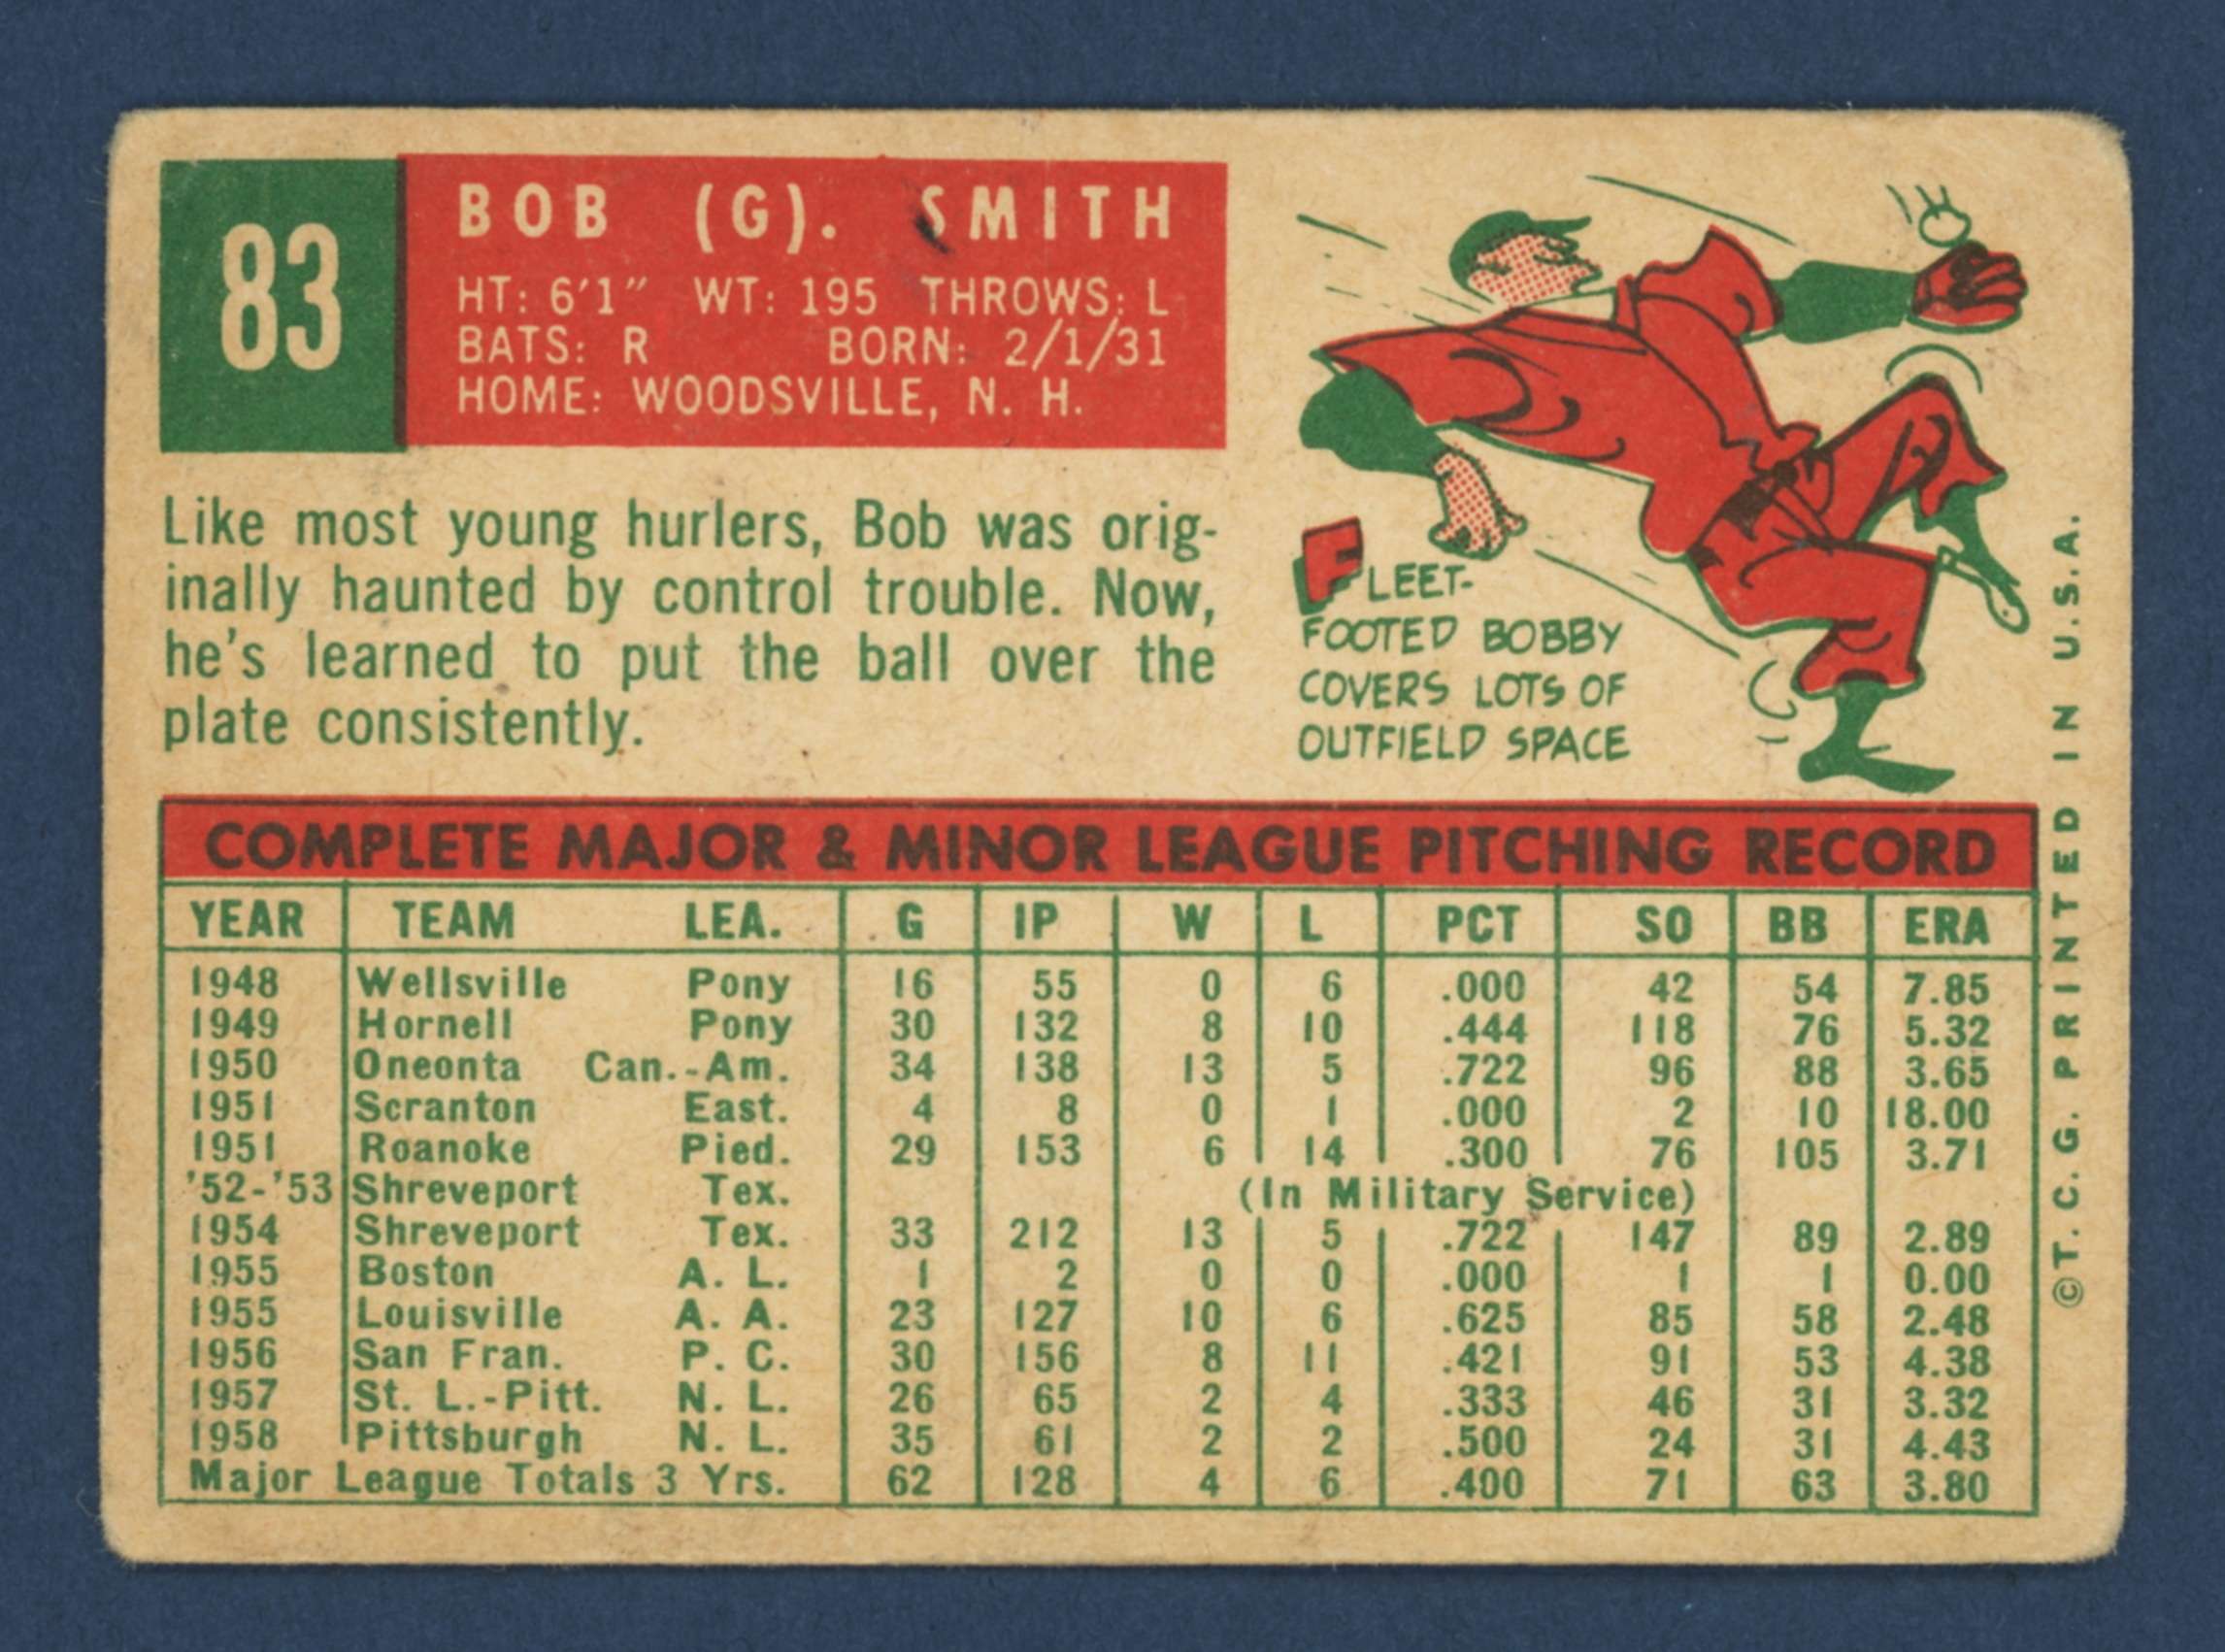 83
BOB (G). SMITH
HT: 6'1" WT: 195 THROWS: L
BATS: R BORN: 2/1/31
HOME: WOODSVILLE, N. H.
Like most young hurlers, Bob was orig-
inally haunted by control trouble. Now,
he's learned to put the ball over the
plate consistently.
FLEET-
FOOTED BOBBY
COVERS LOTS OF
OUTFIELD SPACE
COMPLETE MAJOR & MINOR LEAGUE PITCHING RECORD
YEAR TEAM LEA. G IP W L PCT SO BB ERA
1948 Wellsville Pony 16 55 0 6 .000 42 54 7.85
1949 Hornell Pony 30 132 8 10 .444 118 76 5.32
1950 Oneonta Can.-Am. 34 138 13 5 .722 96 88 3.65
1951 Scranton East. 4 8 0 1 .000 2 10 18.00
1951 Roanoke Pied. 29 153 6 14 .300 76 105 3.71
'52-'53 Shreveport Tex. (In Military Service)
1954 Shreveport Tex. 33 212 13 5 .722 147 89 2.89
1955 Boston A. L. 1 2 0 0 .000 1 1 0.00
1955 Louisville A. A. 23 127 10 6 .625 85 58 2.48
1956 San Fran. P. C. 30 156 8 11 .421 91 53 4.38
1957 St. L.-Pitt. N. L. 26 65 2 4 .333 46 31 3.32
1958 Pittsburgh N. L. 35 61 2 2 .500 24 31 4.43
Major League Totals 3 Yrs. 62 128 4 6 .400 71 63 3.80
©T. C. G. PRINTED IN U.S.A.